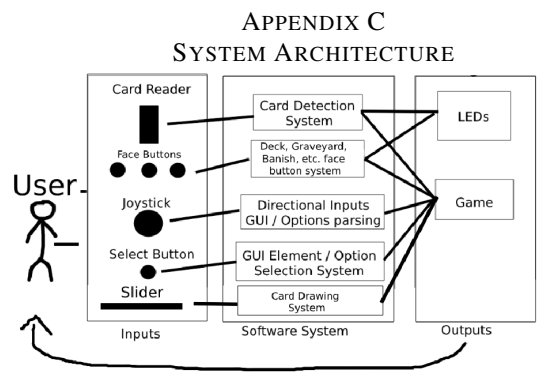 APPENDIX C
SYSTEM ARCHITECTURE
User
Card Reader
Face Buttons
Joystick
Select Button
Slider
Inputs
Card Detection
System
Deck, Graveyard,
Banish, etc. face
button system
Directional Inputs
GUI / Options parsing
GUI Element / Option
Selection System
Card Drawing
System
Software System
LEDs
Game
Outputs